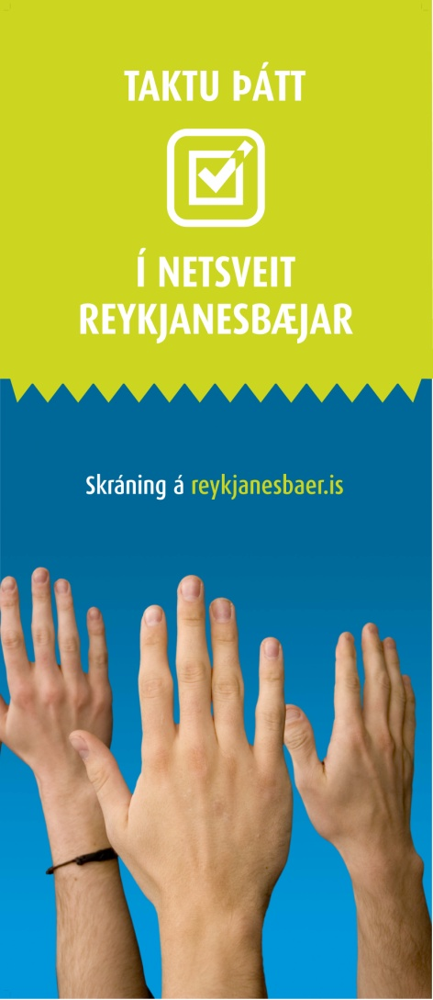 TAKTU ÞÁTT
Í NETSVEIT
REYKJANESBÆJAR
Skráning á reykjanesbaer.is